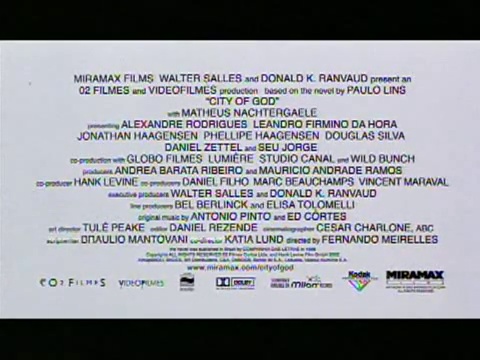 MIRAMAX FILMS WALTER SALLES and DONALD K. RANVAUD present an
02 FILMES and VIDEOFILMES production based on the novel by PAULO LINS
"CITY OF GOD"
with MATHEUS NACHTERGAELE
presenting ALEXANDRE RODRIGUES LEANDRO FIRMINO DA HORA
JONATHAN HAAGENSEN PHELLIPE HAAGENSEN DOUGLAS SILVA
DANIEL ZETTEL and SEU JORGE
co-production with GLOBO FILMES LUMIÈRE STUDIO CANAL and WILD BUNCH
producers ANDREA BARATA RIBEIRO and MAURICIO ANDRADE RAMOS
co-producer HANK LEVINE co-producers DANIEL FILHO MARC BEAUCHAMPS VINCENT MARAVAL
executive producers WALTER SALLES and DONALD K. RANVAUD
line producers BEL BERLINCK and ELISA TOLOMELLI
original music by ANTONIO PINTO and ED CÔRTES
art director TULÉ PEAKE editor DANIEL REZENDE cinematographer CESAR CHARLONE, ABC
BRAULIO MANTOVANI co-director KATIA LUND directed by FERNANDO MEIRELLES
www.miramax.com/cityofgod
O2 FILMES VIDEOFILMES DOLBY Kodak MIRAMAX